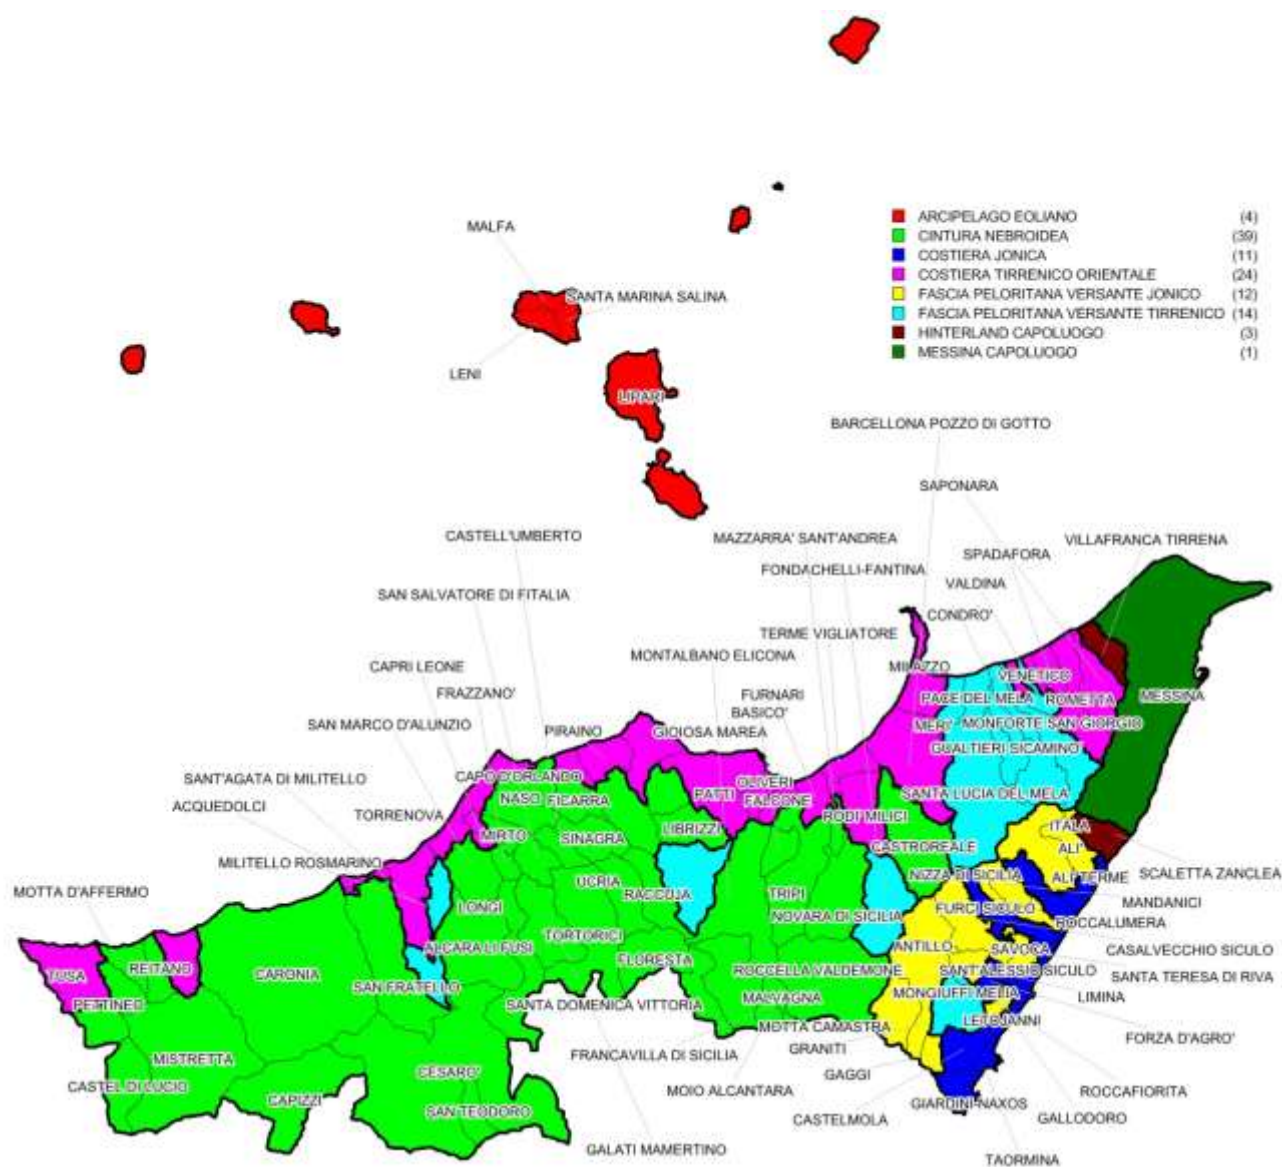 MALFA
SANTA MARINA SALINA
LENI
LIPARI
ARCIPELAGO EOLIANO (4)
CINTURA NEBROIDEA (39)
COSTIERA JONICA (11)
COSTIERA TIRRENICO ORIENTALE (24)
FASCIA PELORITANA VERSANTE JONICO (12)
FASCIA PELORITANA VERSANTE TIRRENICO (14)
HINTERLAND CAPOLUOGO (3)
MESSINA CAPOLUOGO (1)
BARCELLONA POZZO DI GOTTO
SAPONARA
CASTELL'UMBERTO
MAZZARRA' SANT'ANDREA
VILLAFRANCA TIRRENA
SPADAFORA
FONDACHELLI-FANTINA
VALDINA
SAN SALVATORE DI FITALIA
CONDRO'
TERME VIGLIATORE
MONTALBANO ELICONA
CAPRI LEONE
MILAZZO
VENETICO
FRAZZANO'
FURNARI
PACE DEL MELA
ROMETTA
MESSINA
BASICO'
SAN MARCO D'ALUNZIO
PIRAINO
GIOIOSA MAREA
MERI'
MONFORTE SAN GIORGIO
GUALTIERI SICAMINO
SANT'AGATA DI MILITELLO
CAPO D'ORLANDO
OLIVERI
PATTI
FALCONE
SANTA LUCIA DEL MELA
ACQUEDOLCI
NASO
FICARRA
TORRENOVA
RODI' MILICI
ITALA
MIRTO
SINAGRA
LIBRIZZI
CASTROREALE
ALI'
MILITELLO ROSMARINO
NIZZA DI SICILIA
ALI' TERME
SCALETTA ZANCLEA
MOTTA D'AFFERMO
UCRIA
RACCUJA
TRIPI
MANDANICI
LONGI
FURCI SICULO
NOVARA DI SICILIA
ROCCALUMERA
TORTORICI
ALCARA LI FUSI
ANTILLO
SAVOCA
CASALVECCHIO SICULO
FLORESTA
REITANO
TUSA
CARONIA
ROCCELLA VALDEMONE
SANT'ALESSIO SICULO
SANTA TERESA DI RIVA
SAN FRATELLO
MONGIUFFI MELIA
LIMINA
PETTINEO
SANTA DOMENICA VITTORIA
MALVAGNA
LETOJANNI
MOTTA CAMASTRA
FORZA D'AGRO'
GRANITI
FRANCAVILLA DI SICILIA
MISTRETTA
GAGGI
CESARO'
CASTEL DI LUCIO
MOIO ALCANTARA
ROCCAFIORITA
CAPIZZI
SAN TEODORO
GIARDINI-NAXOS
CASTELMOLA
GALLODORO
GALATI MAMERTINO
TAORMINA